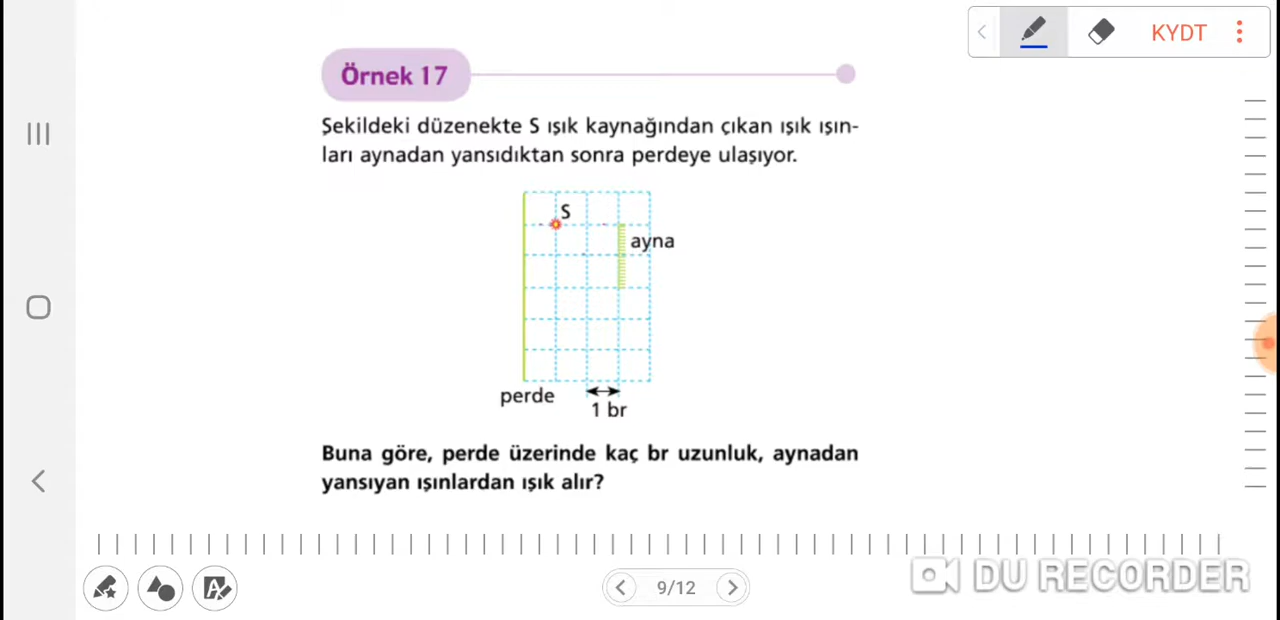 KYDT
Örnek 17
Şekildeki düzenekte S ışık kaynağından çıkan ışık ışın-
ları aynadan yansıdıktan sonra perdeye ulaşıyor.
S
ayna
perde
1 br
Buna göre, perde üzerinde kaç br uzunluk, aynadan
yansıyan ışınlardan ışık alır?
9/12
DU RECORDER